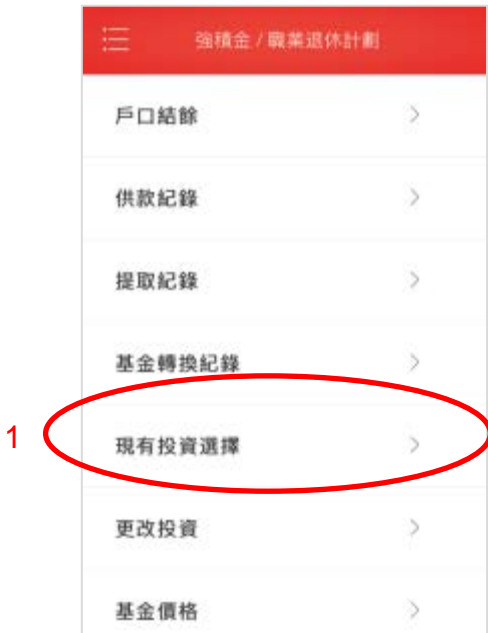 強積金 / 職業退休計劃
戶口結餘
供款紀錄
提取紀錄
基金轉換紀錄
1
現有投資選擇
更改投資
基金價格